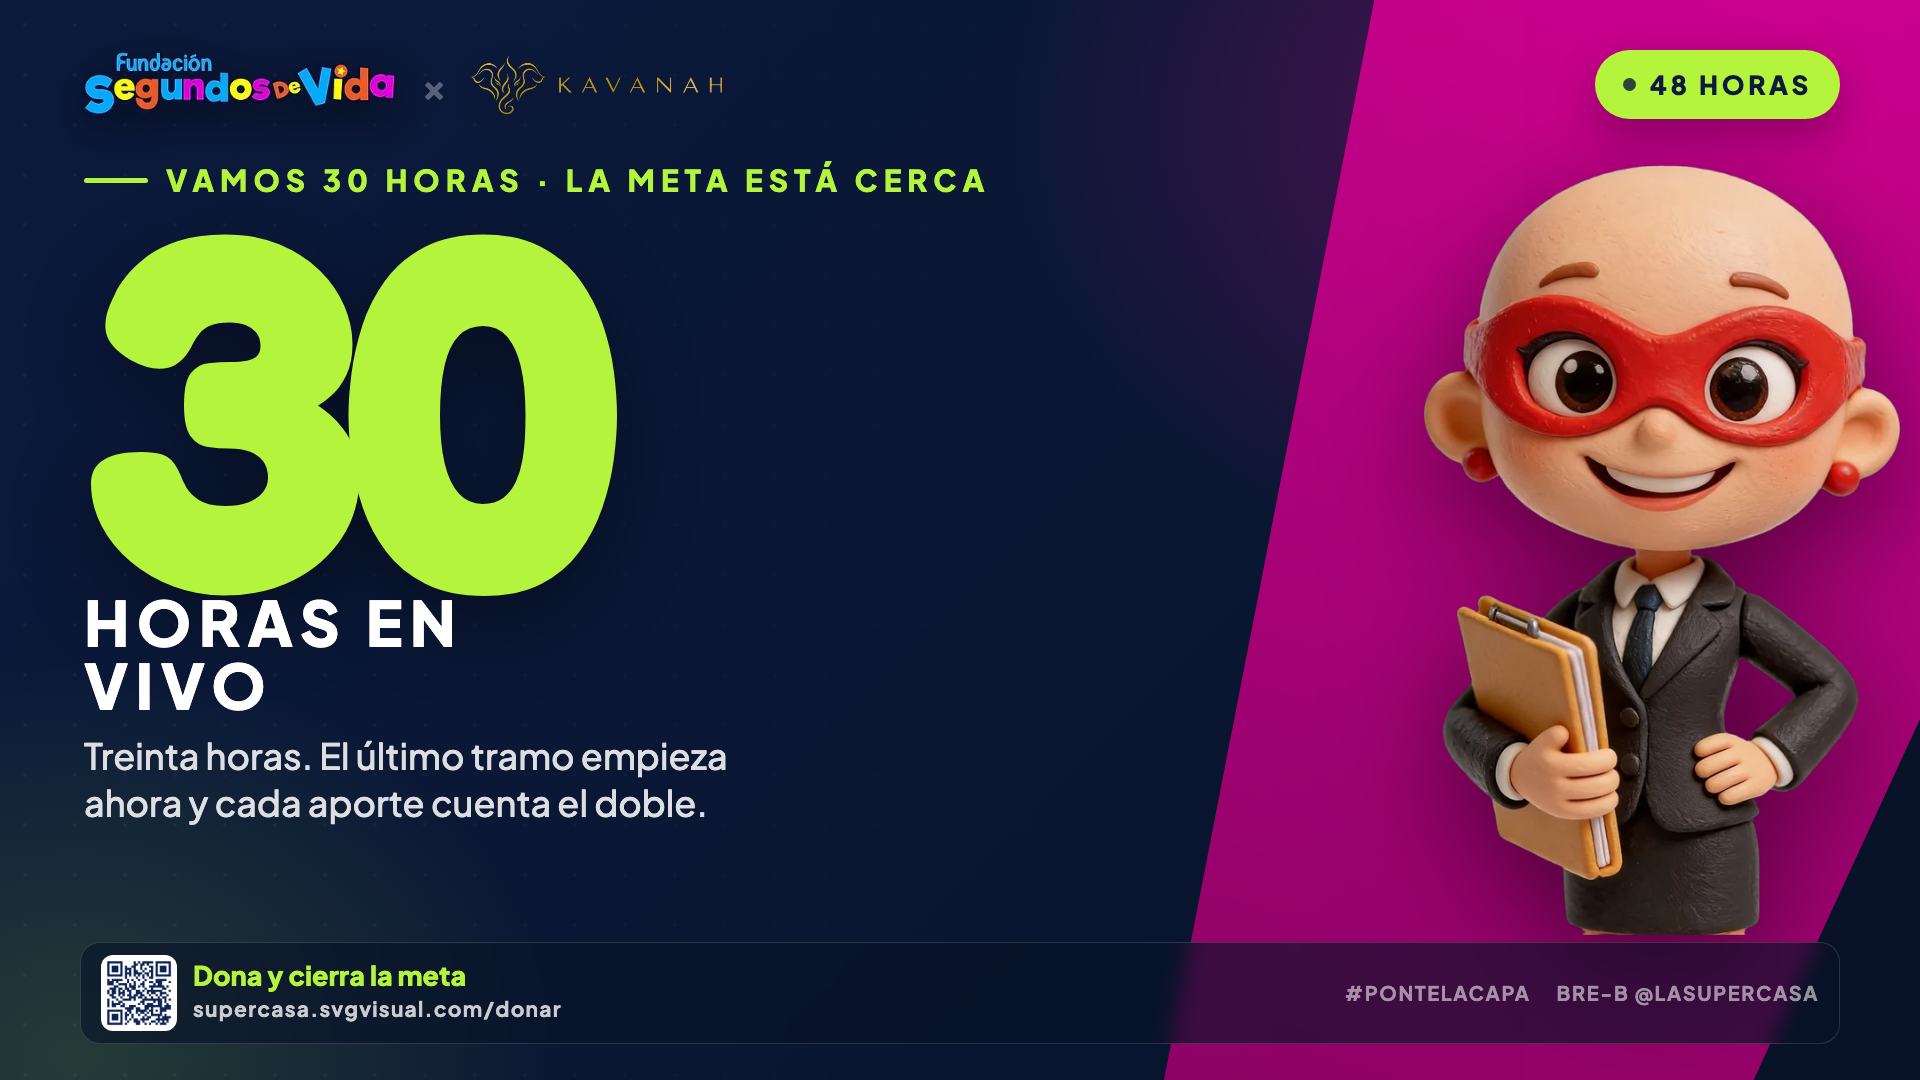 Fundación
Segundos DE Vida
×
KAVANAH
48 HORAS
VAMOS 30 HORAS · LA META ESTÁ CERCA
30
HORAS EN
VIVO
Treinta horas. El último tramo empieza
ahora y cada aporte cuenta el doble.
Dona y cierra la meta
supercasa.svgvisual.com/donar
#PONTELACAPA BRE-B @LASUPERCASA